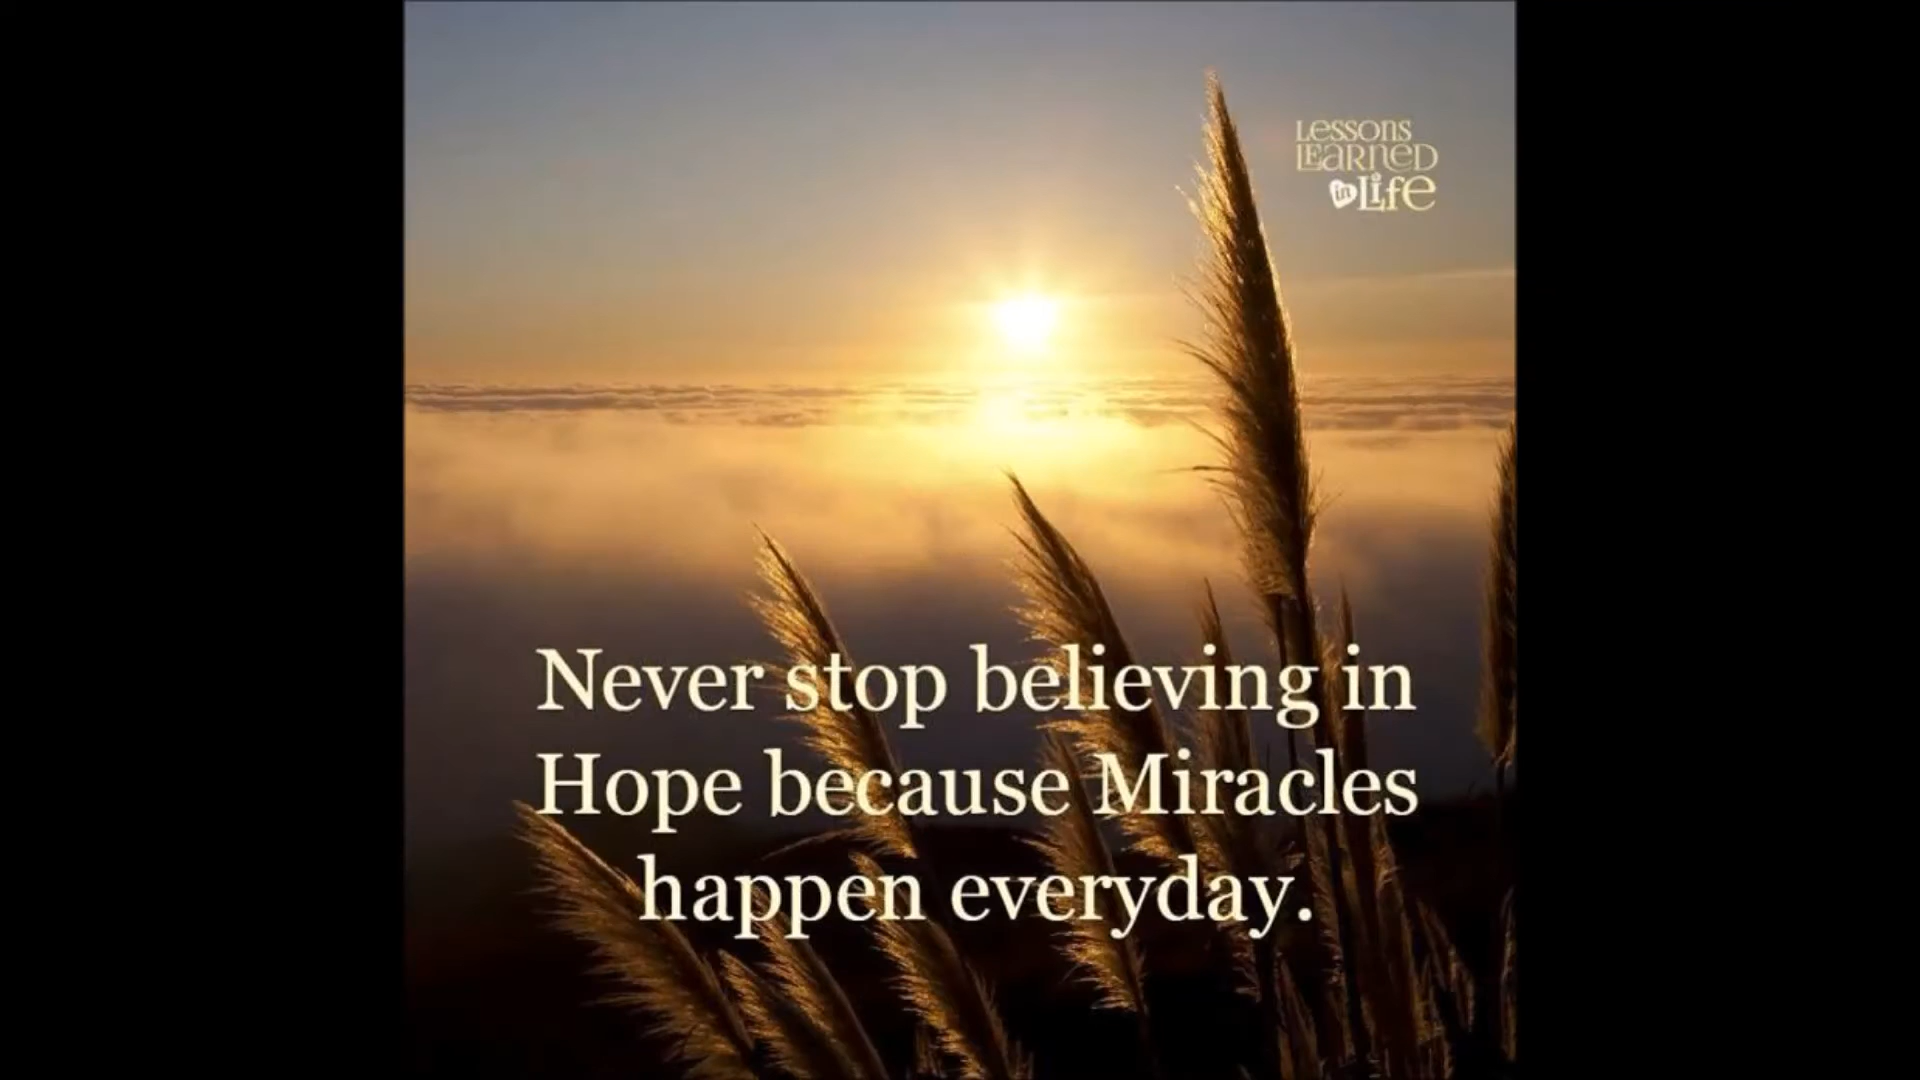 Lessons
Learned
in Life
Never stop believing in
Hope because Miracles
happen everyday.